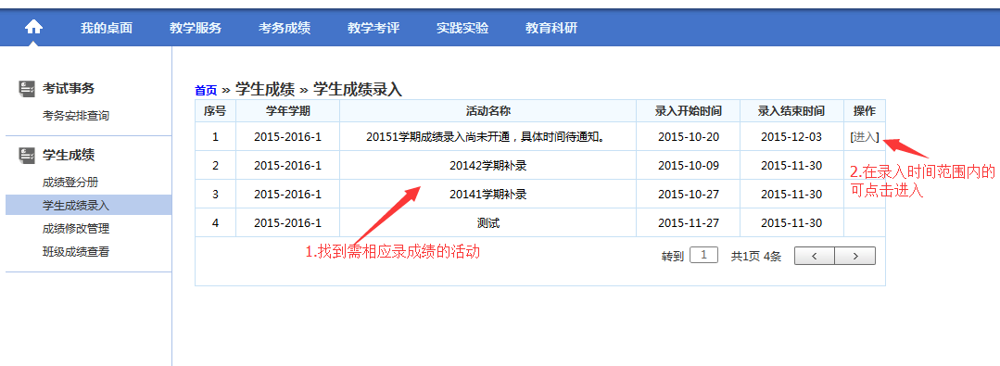 我的桌面 教学服务 考务成绩 教学考评 实践实验 教育科研
考试事务
考务安排查询
学生成绩
成绩登分册
学生成绩录入
成绩修改管理
班级成绩查看
首页 » 学生成绩 » 学生成绩录入
序号 学年学期 活动名称 录入开始时间 录入结束时间 操作
1 2015-2016-1 20151学期成绩录入尚未开通，具体时间待通知。 2015-10-20 2015-12-03 [进入]
2 2015-2016-1 20142学期补录 2015-10-09 2015-11-30
3 2015-2016-1 20141学期补录 2015-10-27 2015-11-30
4 2015-2016-1 测试 2015-11-27 2015-11-30
转到 1 共1页 4条 < >
1.找到需相应录成绩的活动
2.在录入时间范围内的
可点击进入